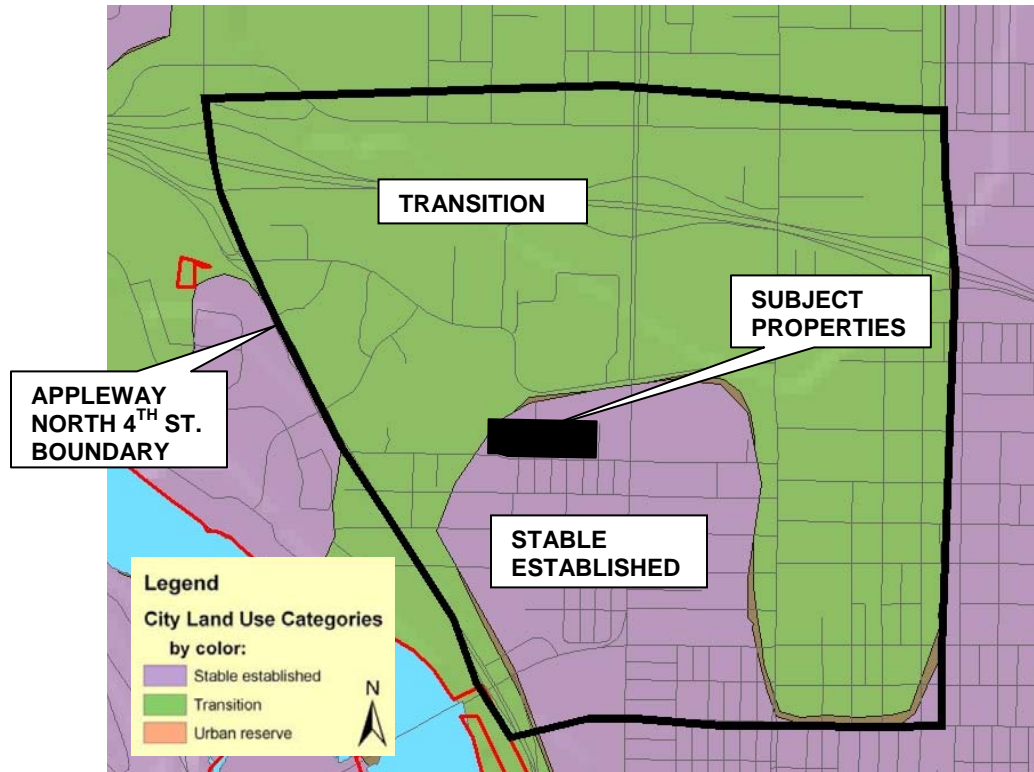 TRANSITION
SUBJECT
PROPERTIES
APPLEWAY
NORTH 4TH ST.
BOUNDARY
STABLE
ESTABLISHED
Legend
City Land Use Categories
by color:
Stable established
Transition
Urban reserve
N